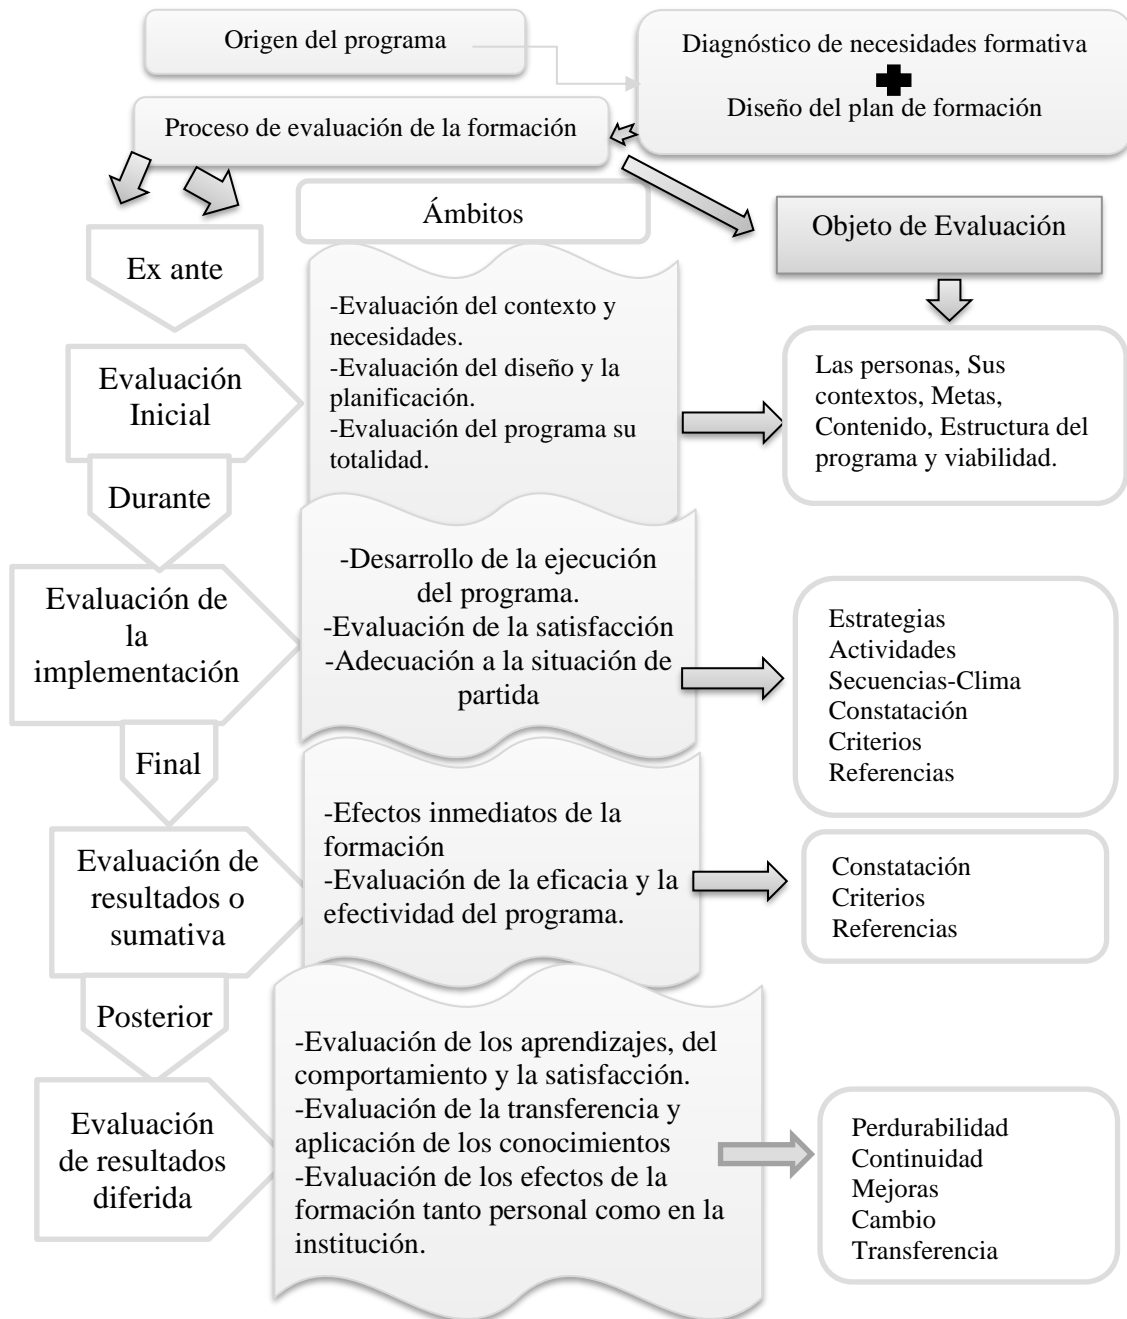 Origen del programa
Diagnóstico de necesidades formativa
Diseño del plan de formación
Proceso de evaluación de la formación
Ámbitos
Objeto de Evaluación
Ex ante
Evaluación
Inicial
-Evaluación del contexto y
necesidades.
-Evaluación del diseño y la
planificación.
-Evaluación del programa su
totalidad.
Las personas, Sus
contextos, Metas,
Contenido, Estructura del
programa y viabilidad.
Durante
Evaluación de
la
implementación
-Desarrollo de la ejecución
del programa.
-Evaluación de la satisfacción
-Adecuación a la situación de
partida
Estrategias
Actividades
Secuencias-Clima
Constatación
Criterios
Referencias
Final
Evaluación de
resultados o
sumativa
-Efectos inmediatos de la
formación
-Evaluación de la eficacia y la
efectividad del programa.
Constatación
Criterios
Referencias
Posterior
Evaluación
de resultados
diferida
-Evaluación de los aprendizajes, del
comportamiento y la satisfacción.
-Evaluación de la transferencia y
aplicación de los conocimientos
-Evaluación de los efectos de la
formación tanto personal como en la
institución.
Perdurabilidad
Continuidad
Mejoras
Cambio
Transferencia